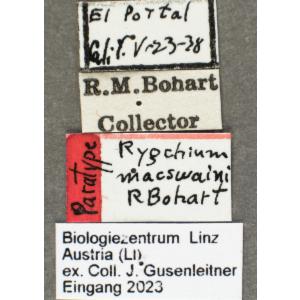 El Portal
Calif. V-23-38
R.M.Bohart
Collector
Paratype
Rygchium
macswaini
RBohart
Biologiezentrum Linz
Austria (LI)
ex. Coll. J. Gusenleitner
Eingang 2023